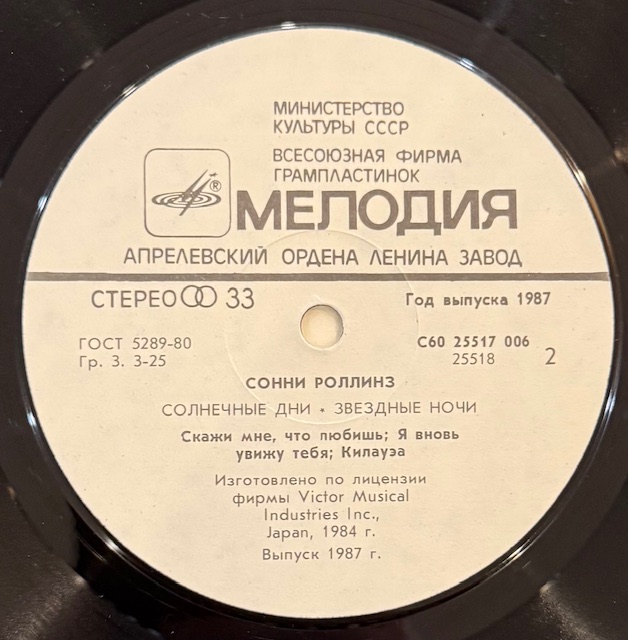 МИНИСТЕРСТВО
КУЛЬТУРЫ СССР
ВСЕСОЮЗНАЯ ФИРМА
ГРАМПЛАСТИНОК
®
МЕЛОДИЯ
АПРЕЛЕВСКИЙ ОРДЕНА ЛЕНИНА ЗАВОД
СТЕРЕО 33
Год выпуска 1987
ГОСТ 5289-80
Гр. 3. 3-25
С60 25517 006
25518
2
СОННИ РОЛЛИНЗ
СОЛНЕЧНЫЕ ДНИ • ЗВЕЗДНЫЕ НОЧИ
Скажи мне, что любишь; Я вновь
увижу тебя; Килауэа
Изготовлено по лицензии
фирмы Victor Musical
Industries Inc.,
Japan, 1984 г.
Выпуск 1987 г.